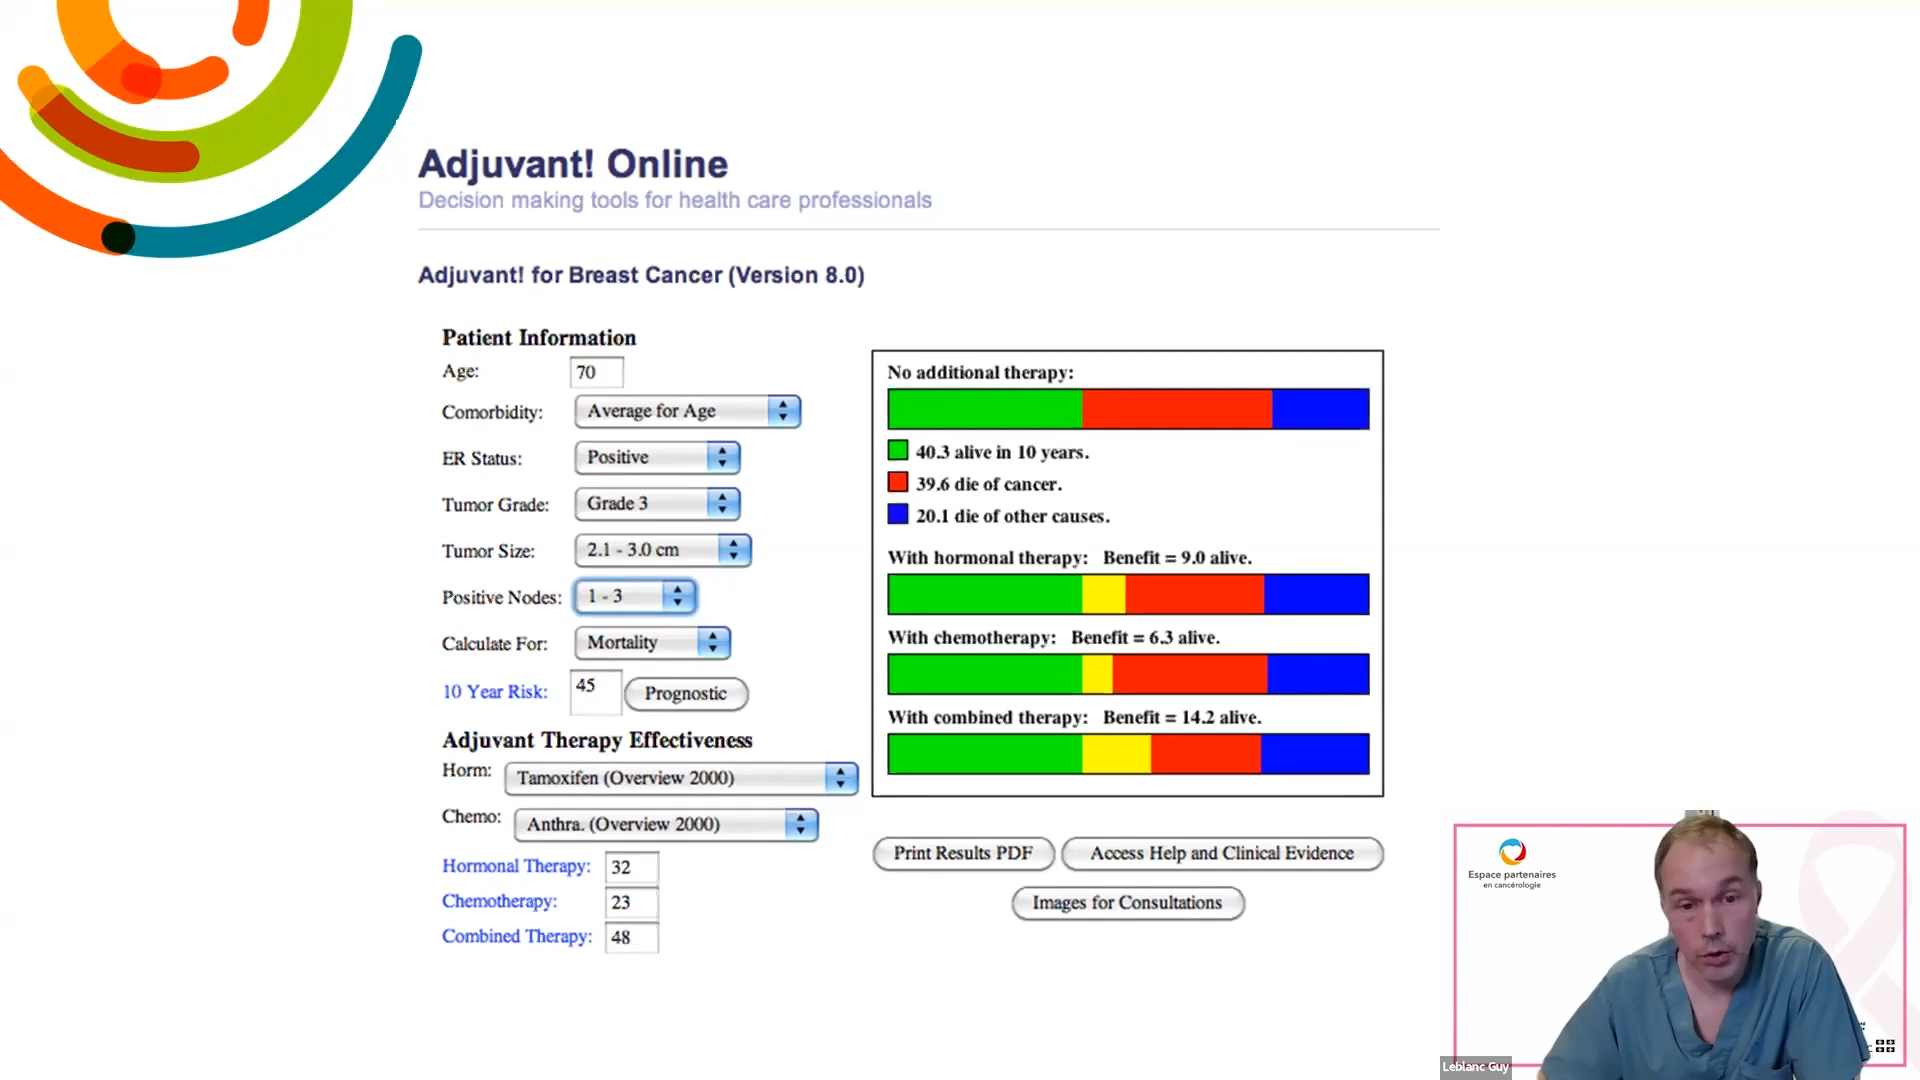 Adjuvant! Online
Decision making tools for health care professionals
Adjuvant! for Breast Cancer (Version 8.0)
Patient Information
Age: 70
Comorbidity: Average for Age
ER Status: Positive
Tumor Grade: Grade 3
Tumor Size: 2.1 - 3.0 cm
Positive Nodes: 1 - 3
Calculate For: Mortality
10 Year Risk: 45 Prognostic
Adjuvant Therapy Effectiveness
Horm: Tamoxifen (Overview 2000)
Chemo: Anthra. (Overview 2000)
Hormonal Therapy: 32
Chemotherapy: 23
Combined Therapy: 48
No additional therapy:
40.3 alive in 10 years.
39.6 die of cancer.
20.1 die of other causes.
With hormonal therapy: Benefit = 9.0 alive.
With chemotherapy: Benefit = 6.3 alive.
With combined therapy: Benefit = 14.2 alive.
Print Results PDF Access Help and Clinical Evidence
Images for Consultations
Espace partenaires
en cancérologie
Leblanc Guy